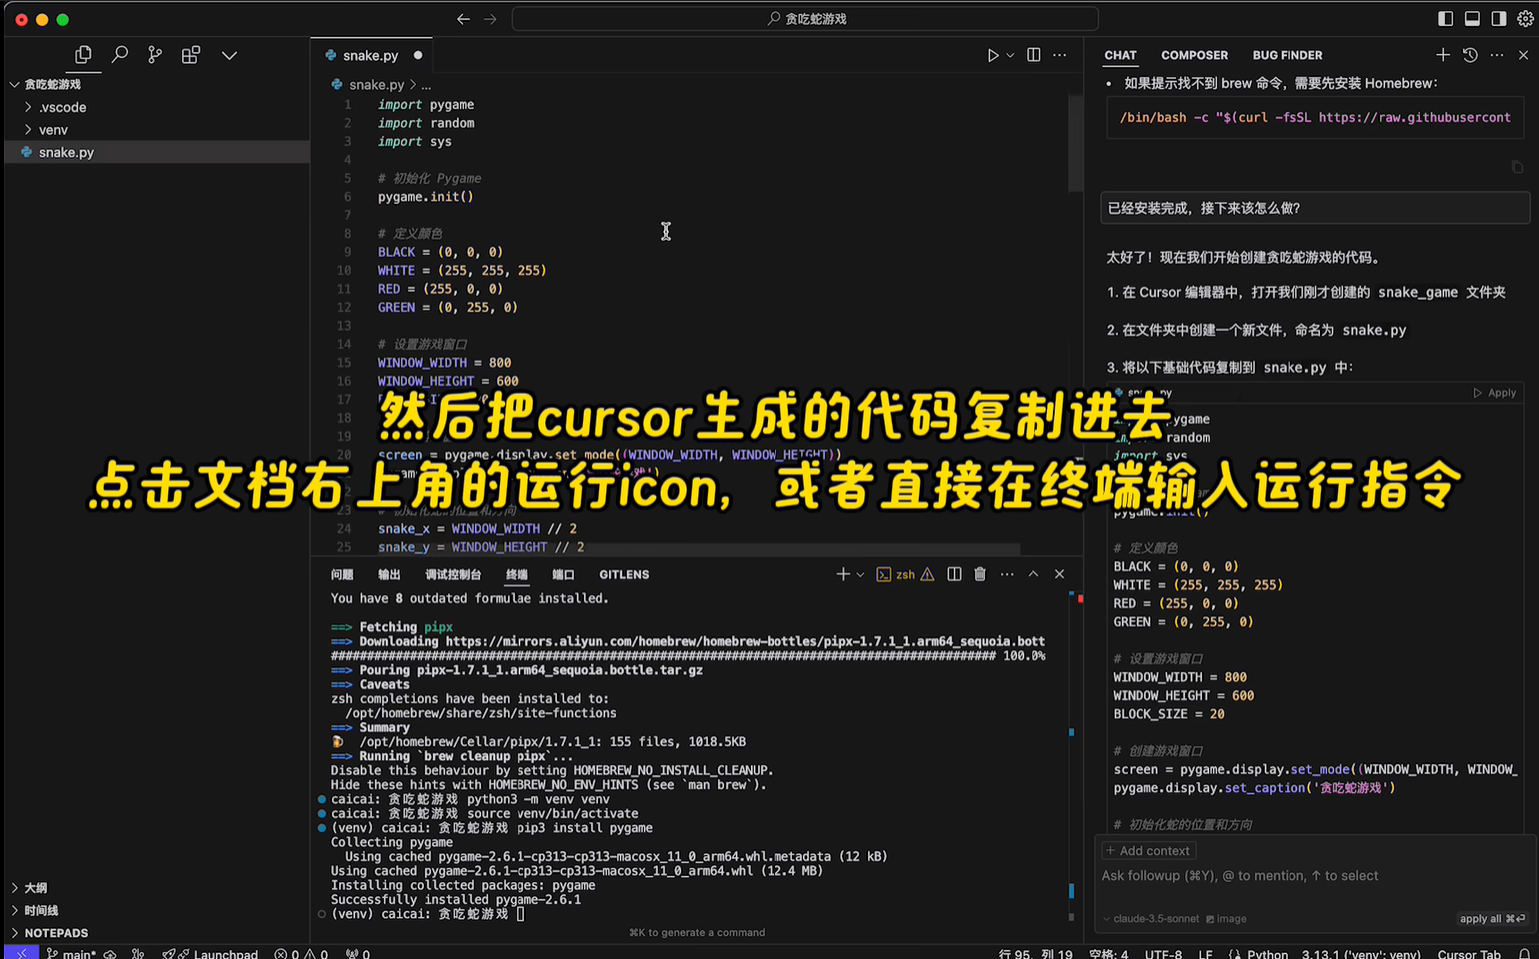 贪吃蛇游戏
snake.py
CHAT COMPOSER BUG FINDER
贪吃蛇游戏
.vscode
venv
snake.py
snake.py > ...
1 import pygame
2 import random
3 import sys
4
5 # 初始化 Pygame
6 pygame.init()
7
8 # 定义颜色
9 BLACK = (0, 0, 0)
10 WHITE = (255, 255, 255)
11 RED = (255, 0, 0)
12 GREEN = (0, 255, 0)
13
14 # 设置游戏窗口
15 WINDOW_WIDTH = 800
16 WINDOW_HEIGHT = 600
17
18
19
20 screen = pygame.display.set_mode((WINDOW_WIDTH, WINDOW_HEIGHT))
23 # 初始化蛇的位置和方向
24 snake_x = WINDOW_WIDTH // 2
25 snake_y = WINDOW_HEIGHT // 2
然后把cursor生成的代码复制进去
点击文档右上角的运行icon，或者直接在终端输入运行指令
问题 输出 调试控制台 终端 端口 GITLENS
zsh
You have 8 outdated formulae installed.
==> Fetching pipx
==> Downloading https://mirrors.aliyun.com/homebrew/homebrew-bottles/pipx-1.7.1_1.arm64_sequoia.bott
100.0%
==> Pouring pipx-1.7.1_1.arm64_sequoia.bottle.tar.gz
==> Caveats
zsh completions have been installed to:
/opt/homebrew/share/zsh/site-functions
==> Summary
/opt/homebrew/Cellar/pipx/1.7.1_1: 155 files, 1018.5KB
==> Running `brew cleanup pipx`...
Disable this behaviour by setting HOMEBREW_NO_INSTALL_CLEANUP.
Hide these hints with HOMEBREW_NO_ENV_HINTS (see `man brew`).
caicai: 贪吃蛇游戏 python3 -m venv venv
caicai: 贪吃蛇游戏 source venv/bin/activate
(venv) caicai: 贪吃蛇游戏 pip3 install pygame
Collecting pygame
Using cached pygame-2.6.1-cp313-cp313-macosx_11_0_arm64.whl.metadata (12 kB)
Using cached pygame-2.6.1-cp313-cp313-macosx_11_0_arm64.whl (12.4 MB)
Installing collected packages: pygame
Successfully installed pygame-2.6.1
(venv) caicai: 贪吃蛇游戏
⌘K to generate a command
• 如果提示找不到 brew 命令，需要先安装 Homebrew：
/bin/bash -c "$(curl -fsSL https://raw.githubusercont
已经安装完成，接下来该怎么做？
太好了！现在我们开始创建贪吃蛇游戏的代码。
1. 在 Cursor 编辑器中，打开我们刚才创建的 snake_game 文件夹
2. 在文件夹中创建一个新文件，命名为 snake.py
3. 将以下基础代码复制到 snake.py 中：
Apply
random
import sys
pygame.init()
# 定义颜色
BLACK = (0, 0, 0)
WHITE = (255, 255, 255)
RED = (255, 0, 0)
GREEN = (0, 255, 0)
# 设置游戏窗口
WINDOW_WIDTH = 800
WINDOW_HEIGHT = 600
BLOCK_SIZE = 20
# 创建游戏窗口
screen = pygame.display.set_mode((WINDOW_WIDTH, WINDOW_
pygame.display.set_caption('贪吃蛇游戏')
# 初始化蛇的位置和方向
+ Add context
Ask followup (⌘Y), @ to mention, ↑ to select
claude-3.5-sonnet image
apply all ⌘↵
大纲
时间线
NOTEPADS
main* Launchpad 0 0 0 行 95, 列 19 空格: 4 UTF-8 LF Python 3.13.1 ('venv': venv) Cursor Tab